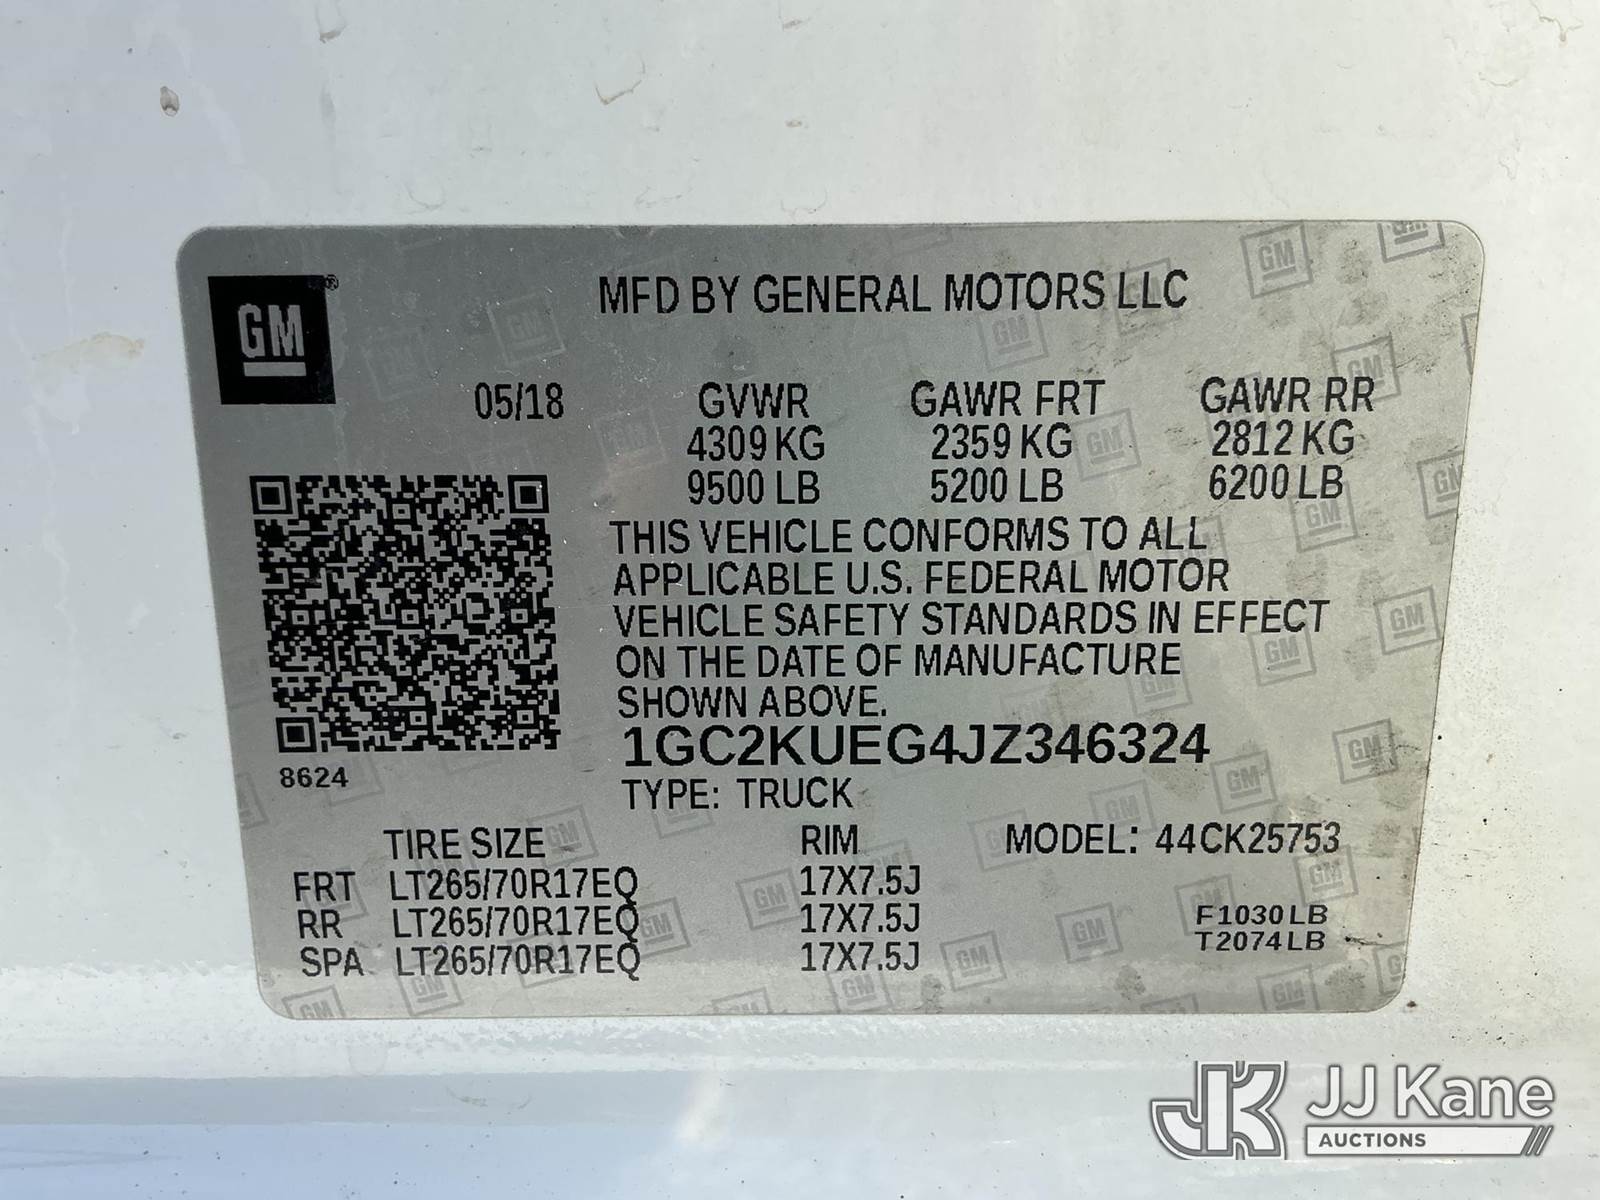 GM®
MFD BY GENERAL MOTORS LLC
05/18 GVWR GAWR FRT GAWR RR
4309 KG 2359 KG 2812 KG
9500 LB 5200 LB 6200 LB
THIS VEHICLE CONFORMS TO ALL
APPLICABLE U.S. FEDERAL MOTOR
VEHICLE SAFETY STANDARDS IN EFFECT
ON THE DATE OF MANUFACTURE
SHOWN ABOVE.
1GC2KUEG4JZ346324
8624
TYPE: TRUCK
TIRE SIZE RIM MODEL: 44CK25753
FRT LT265/70R17EQ 17X7.5J
RR LT265/70R17EQ 17X7.5J F1030LB
SPA LT265/70R17EQ 17X7.5J T2074LB
JK JJ Kane
AUCTIONS